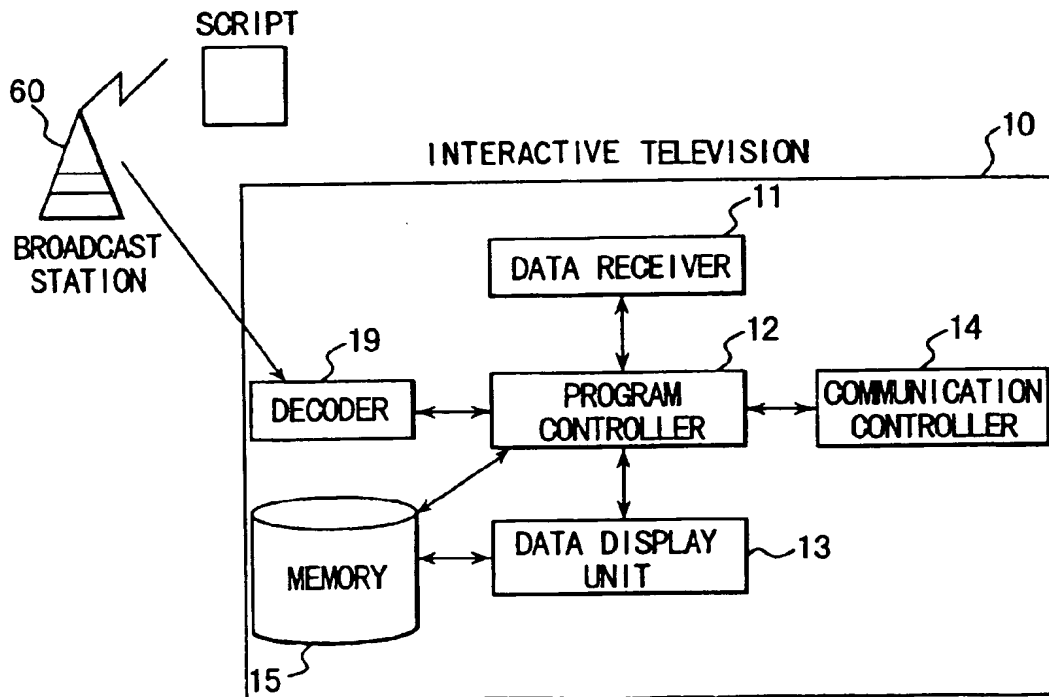 SCRIPT
60
BROADCAST
STATION
INTERACTIVE TELEVISION
10
11
DATA RECEIVER
19
DECODER
12
PROGRAM
CONTROLLER
14
COMMUNICATION
CONTROLLER
MEMORY
15
DATA DISPLAY
UNIT
13